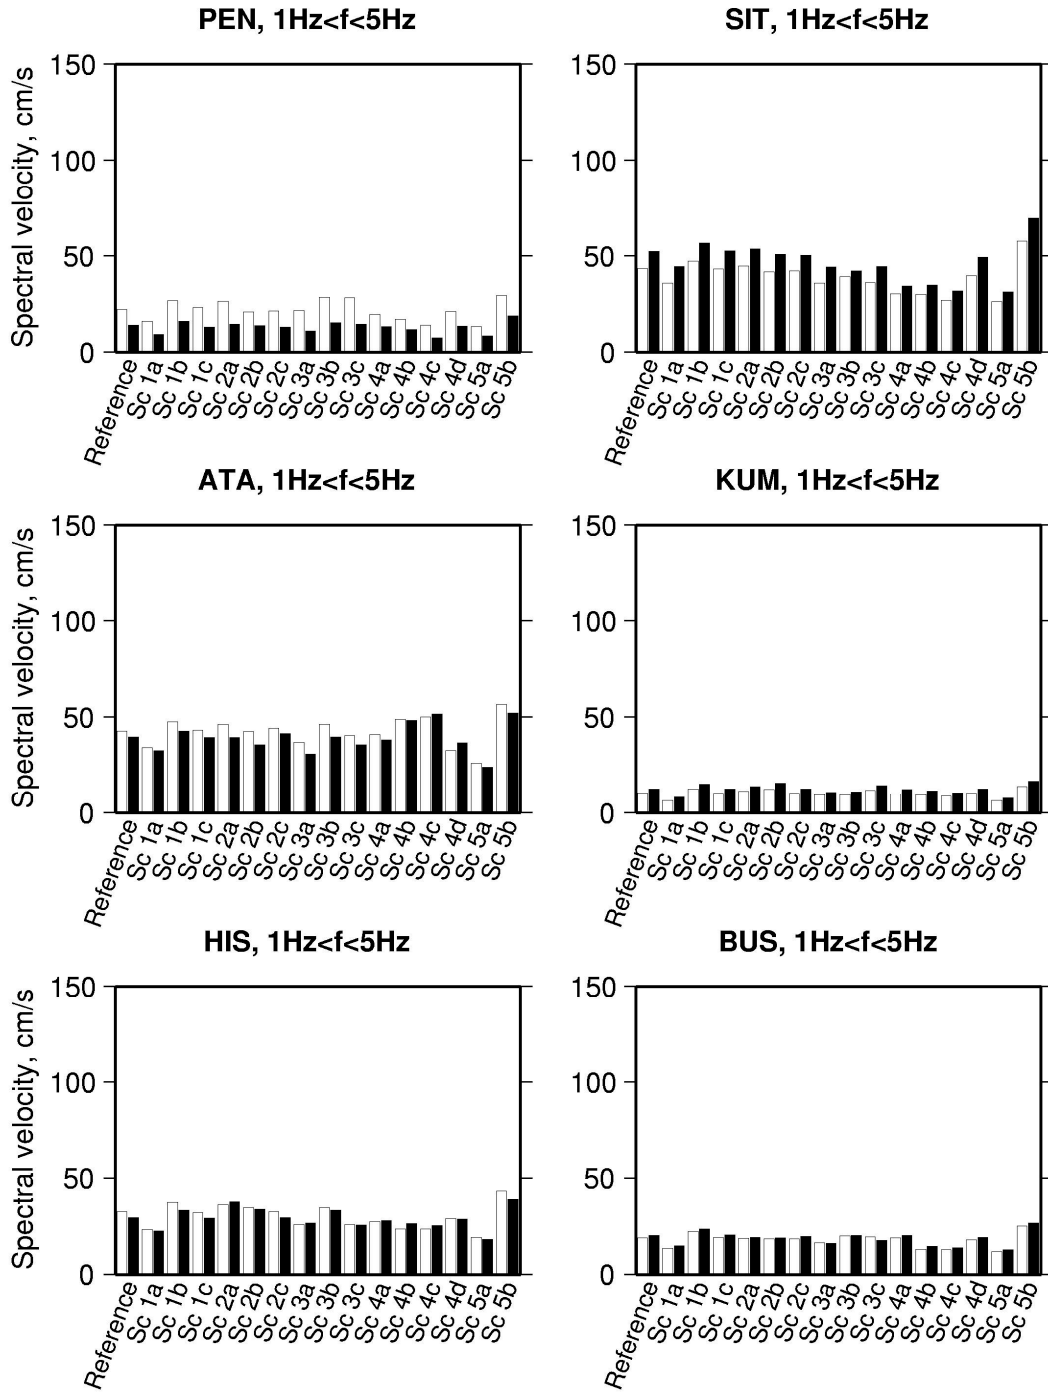 PEN, 1Hz<f<5Hz
SIT, 1Hz<f<5Hz
Spectral velocity, cm/s
150
100
50
0
150
100
50
0
Reference
Sc 1a
Sc 1b
Sc 1c
Sc 2a
Sc 2b
Sc 2c
Sc 3a
Sc 3b
Sc 3c
Sc 4a
Sc 4b
Sc 4c
Sc 4d
Sc 5a
Sc 5b
Reference
Sc 1a
Sc 1b
Sc 1c
Sc 2a
Sc 2b
Sc 2c
Sc 3a
Sc 3b
Sc 3c
Sc 4a
Sc 4b
Sc 4c
Sc 4d
Sc 5a
Sc 5b
ATA, 1Hz<f<5Hz
KUM, 1Hz<f<5Hz
Spectral velocity, cm/s
150
100
50
0
150
100
50
0
Reference
Sc 1a
Sc 1b
Sc 1c
Sc 2a
Sc 2b
Sc 2c
Sc 3a
Sc 3b
Sc 3c
Sc 4a
Sc 4b
Sc 4c
Sc 4d
Sc 5a
Sc 5b
Reference
Sc 1a
Sc 1b
Sc 1c
Sc 2a
Sc 2b
Sc 2c
Sc 3a
Sc 3b
Sc 3c
Sc 4a
Sc 4b
Sc 4c
Sc 4d
Sc 5a
Sc 5b
HIS, 1Hz<f<5Hz
BUS, 1Hz<f<5Hz
Spectral velocity, cm/s
150
100
50
0
150
100
50
0
Reference
Sc 1a
Sc 1b
Sc 1c
Sc 2a
Sc 2b
Sc 2c
Sc 3a
Sc 3b
Sc 3c
Sc 4a
Sc 4b
Sc 4c
Sc 4d
Sc 5a
Sc 5b
Reference
Sc 1a
Sc 1b
Sc 1c
Sc 2a
Sc 2b
Sc 2c
Sc 3a
Sc 3b
Sc 3c
Sc 4a
Sc 4b
Sc 4c
Sc 4d
Sc 5a
Sc 5b